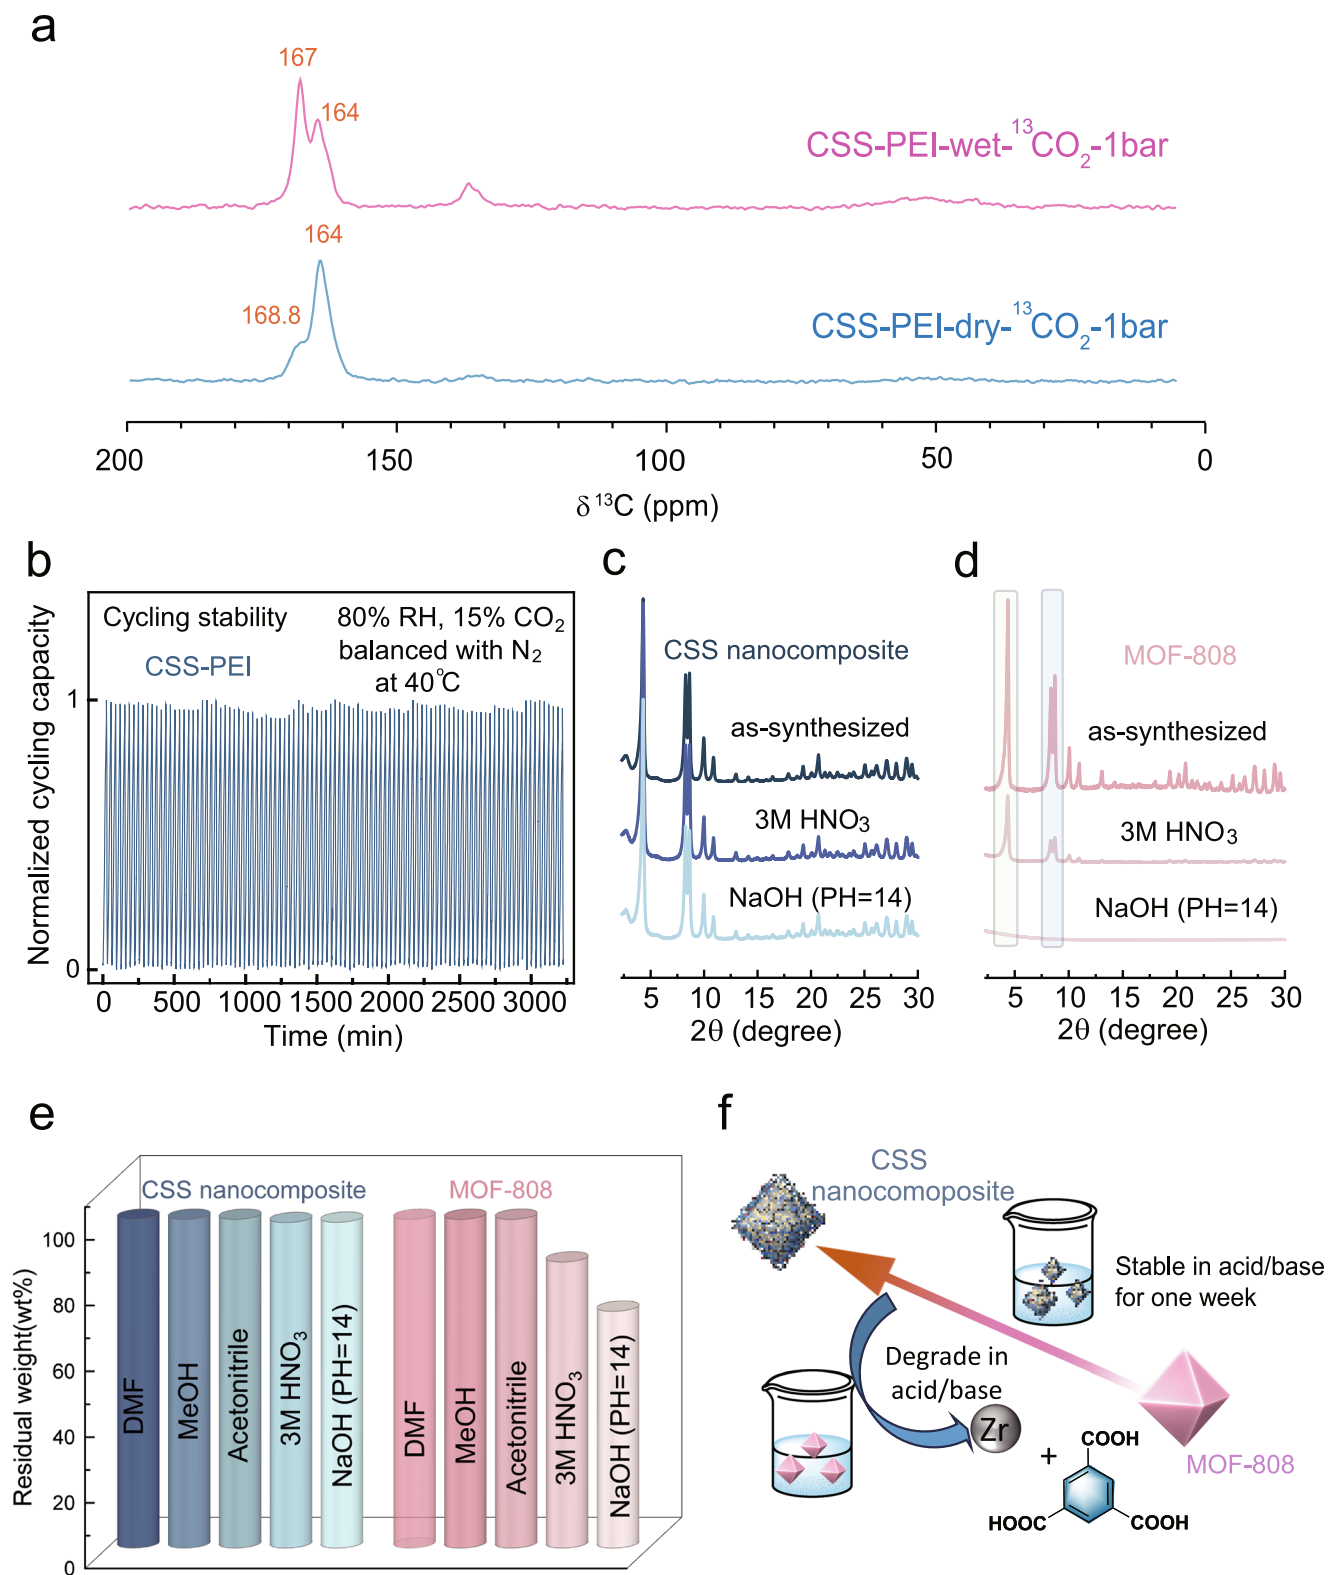 a
167
164
CSS-PEI-wet-¹³CO₂-1bar
164
168.8
CSS-PEI-dry-¹³CO₂-1bar
200 150 100 50 0
δ ¹³C (ppm)
b
Cycling stability
CSS-PEI
80% RH, 15% CO₂
balanced with N₂
at 40°C
Normalized cycling capacity
1
0
0 500 1000 1500 2000 2500 3000
Time (min)
c
CSS nanocomposite
as-synthesized
3M HNO₃
NaOH (PH=14)
5 10 15 20 25 30
2θ (degree)
d
MOF-808
as-synthesized
3M HNO₃
NaOH (PH=14)
5 10 15 20 25 30
2θ (degree)
e
CSS nanocomposite
MOF-808
Residual weight(wt%)
100
80
60
40
20
0
DMF
MeOH
Acetonitrile
3M HNO₃
NaOH (PH=14)
DMF
MeOH
Acetonitrile
3M HNO₃
NaOH (PH=14)
f
CSS
nanocomoposite
Stable in acid/base
for one week
Degrade in
acid/base
Zr
+
COOH
HOOC
COOH
MOF-808